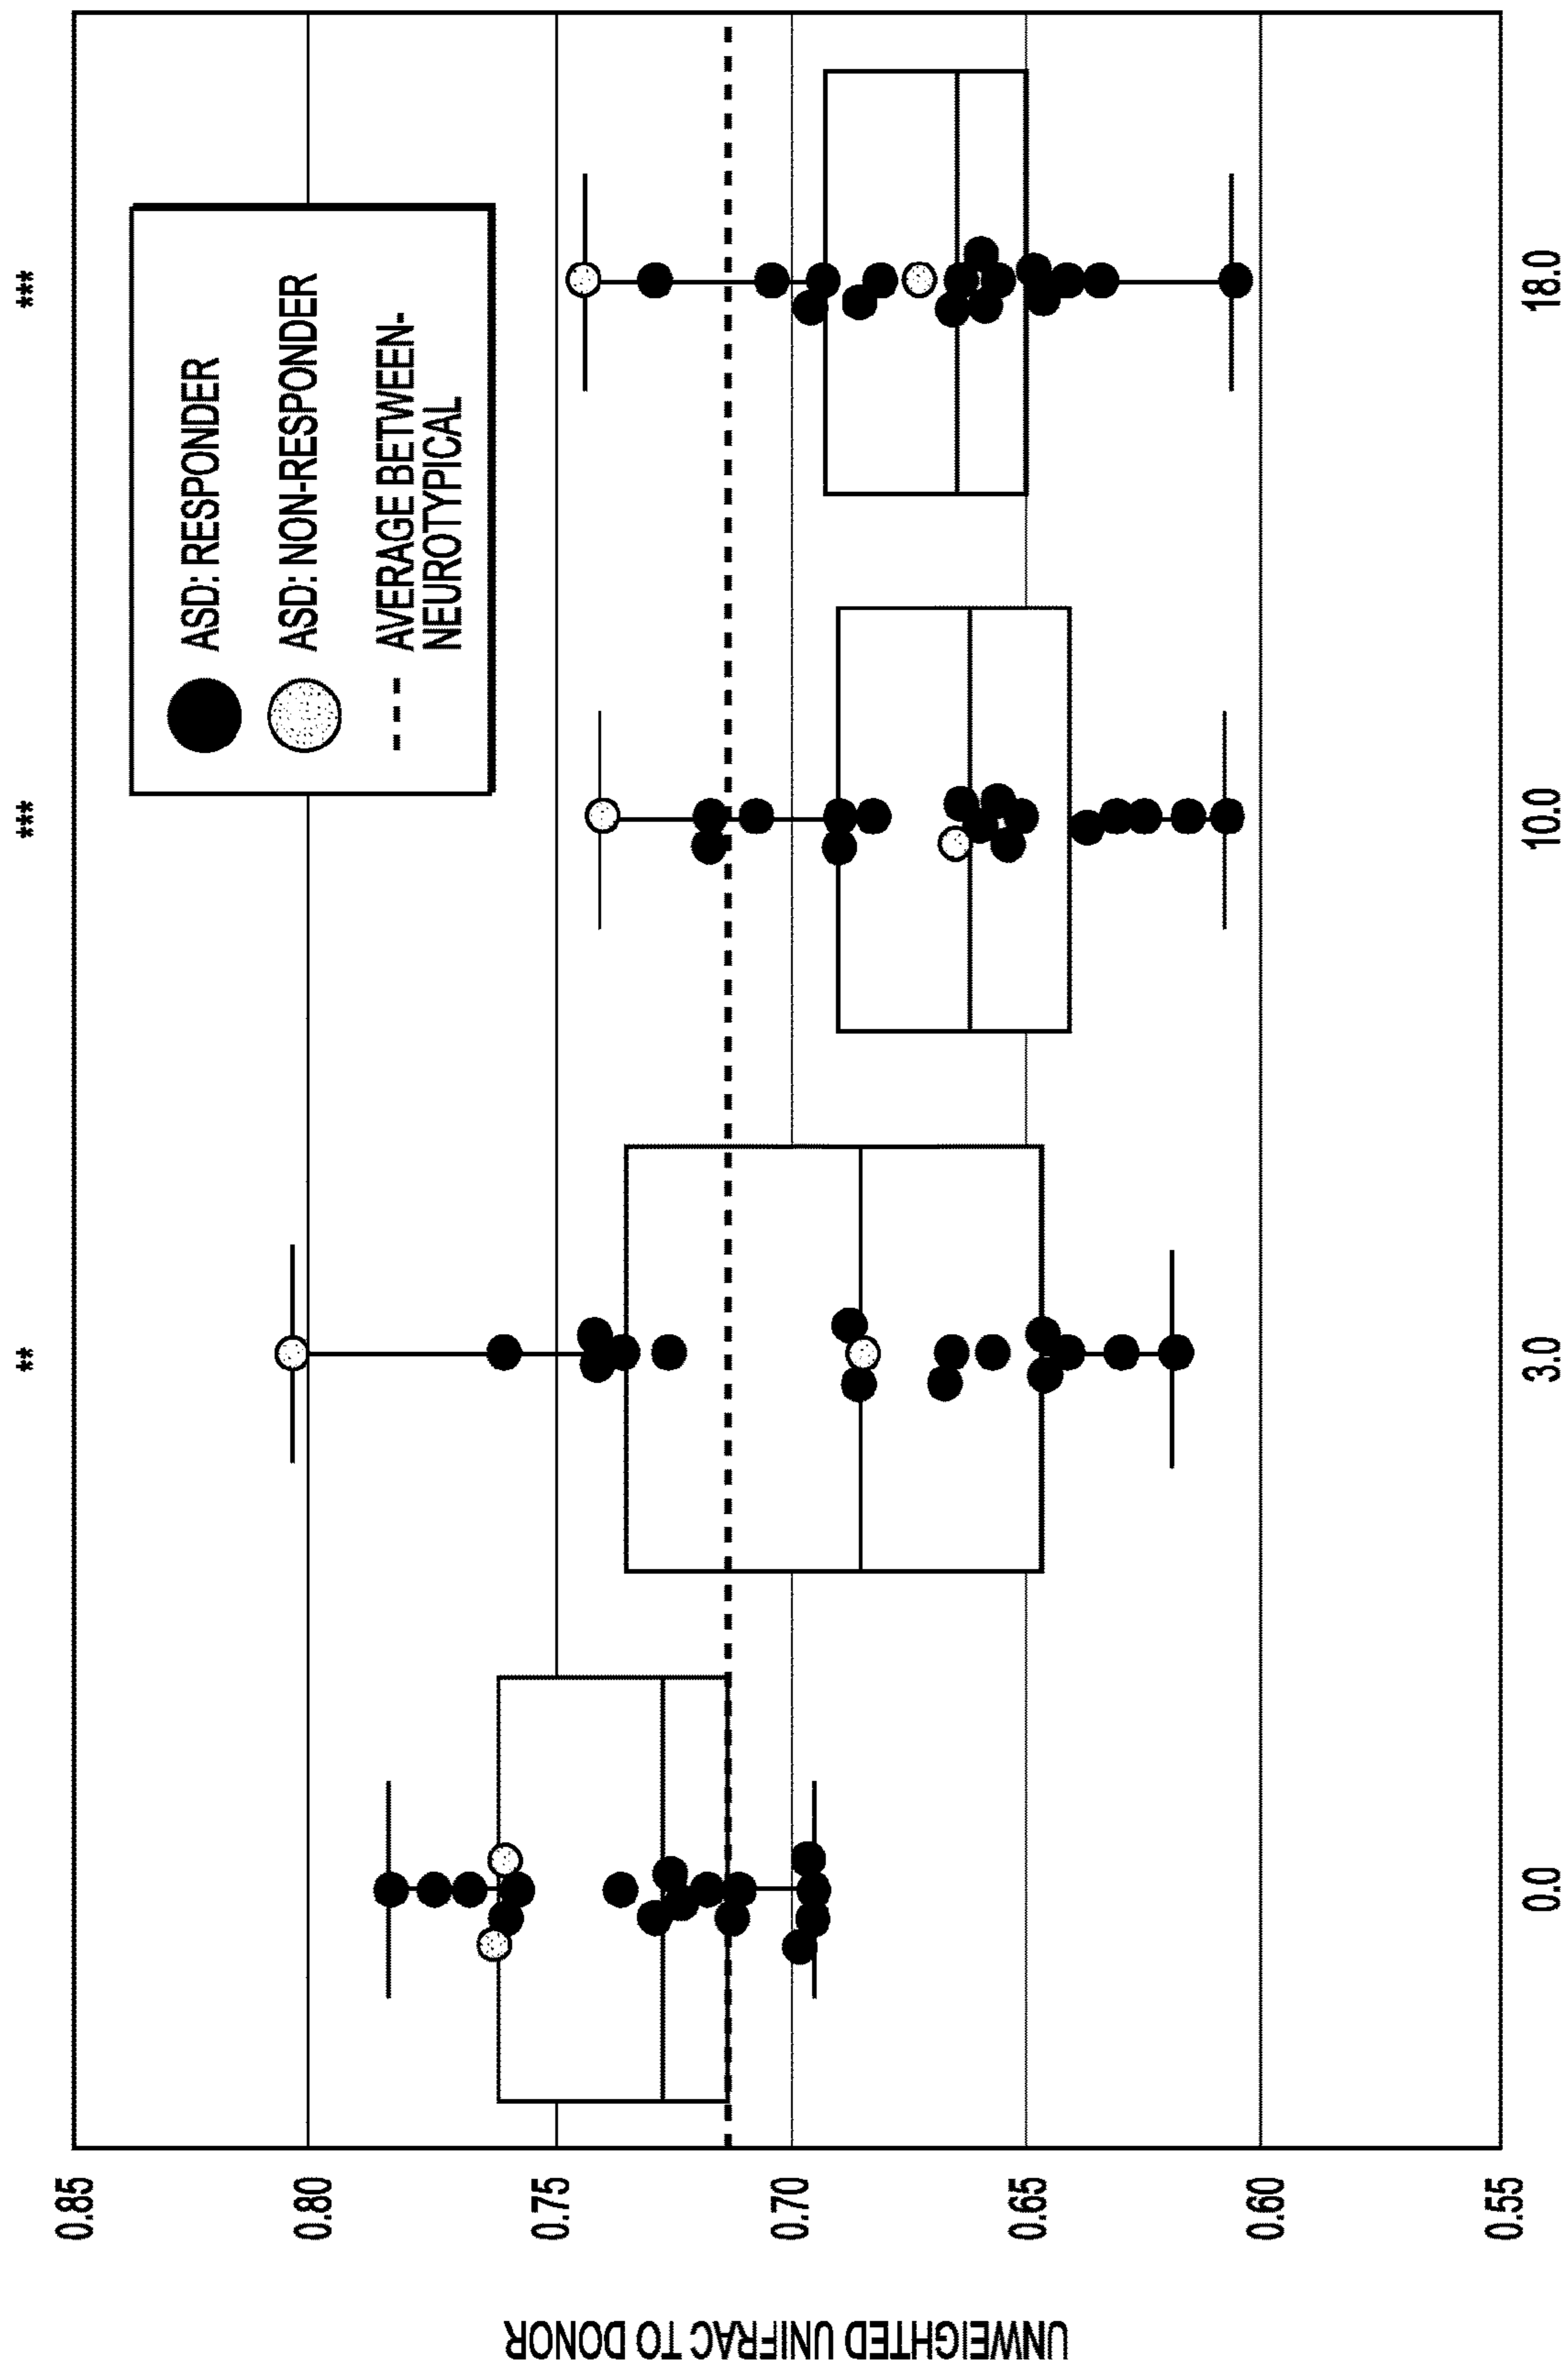 **
***
***
ASD: RESPONDER
ASD: NON-RESPONDER
AVERAGE BETWEEN-
NEUROTYPICAL
0.85
0.80
0.75
0.70
0.65
0.60
0.55
UNWEIGHTED UNIFRAC TO DONOR
0.0
3.0
10.0
18.0